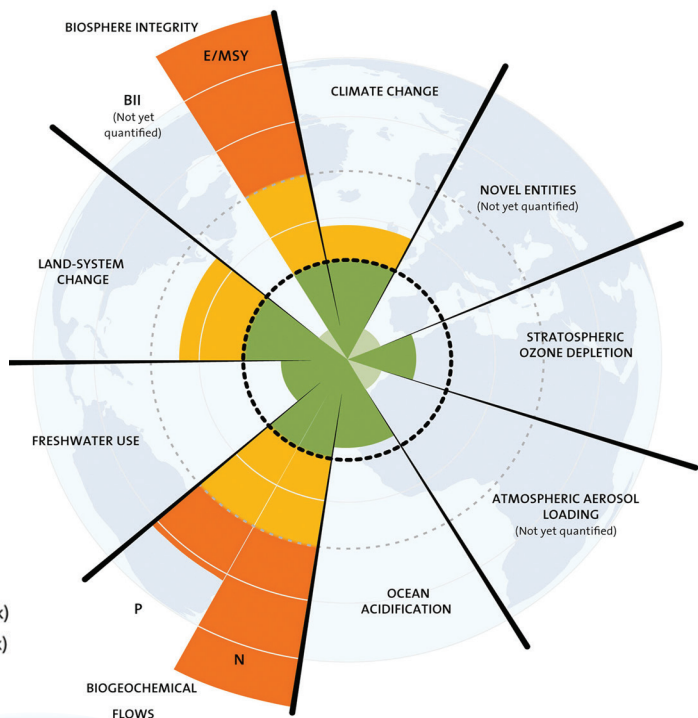 BIOSPHERE INTEGRITY
E/MSY
BII
(Not yet
quantified)
CLIMATE CHANGE
NOVEL ENTITIES
(Not yet quantified)
LAND-SYSTEM
CHANGE
STRATOSPHERIC
OZONE DEPLETION
FRESHWATER USE
ATMOSPHERIC AEROSOL
LOADING
(Not yet quantified)
OCEAN
ACIDIFICATION
P
N
BIOGEOCHEMICAL
FLOWS